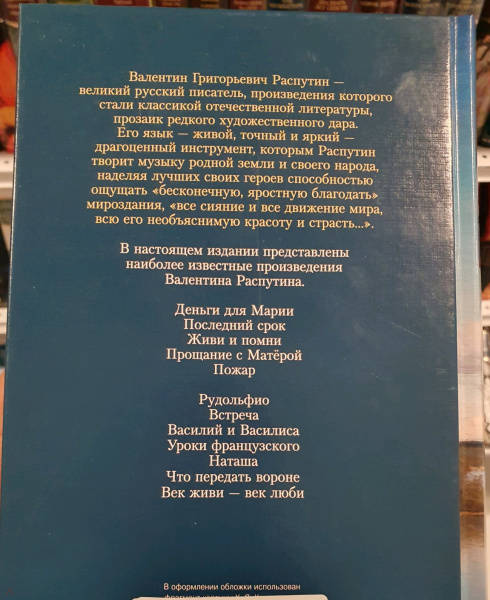 Валентин Григорьевич Распутин —
великий русский писатель, произведения которого
стали классикой отечественной литературы,
прозаик редкого художественного дара.
Его язык — живой, точный и яркий —
драгоценный инструмент, которым Распутин
творит музыку родной земли и своего народа,
наделяя лучших своих героев способностью
ощущать «бесконечную, яростную благодать»
мироздания, «все сияние и все движение мира,
всю его необъяснимую красоту и страсть...».
В настоящем издании представлены
наиболее известные произведения
Валентина Распутина.
Деньги для Марии
Последний срок
Живи и помни
Прощание с Матёрой
Пожар
Рудольфио
Встреча
Василий и Василиса
Уроки французского
Наташа
Что передать вороне
Век живи — век люби
В оформлении обложки использован